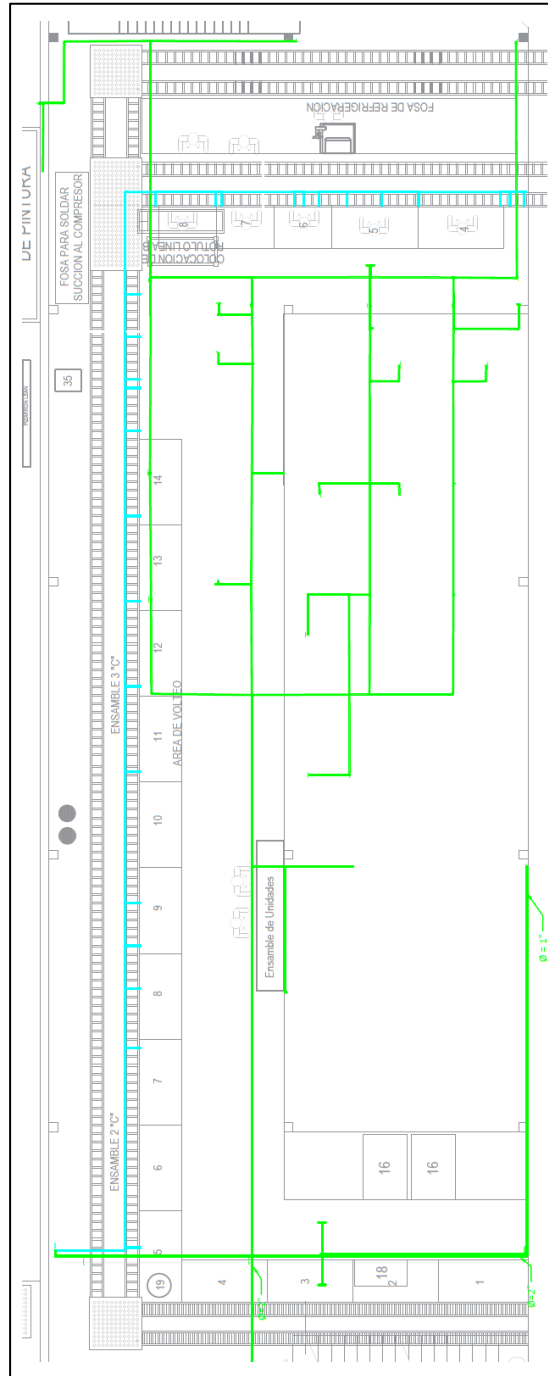 FOSA DE REFRIGERACION
DE PINTURA
FOSA PARA SOLDAR
SUCCION AL COMPRESOR
8
7
6
5
4
COLOCACION DE
ROTULO LINEA B
35
14
13
12
ENSAMBLE 3 "C"
11
AREA DE VOLTEO
10
9
Ensamble de Unidades
8
Ø = 1"
7
ENSAMBLE 2 "C"
6
16
16
5
19
4
3
18
2
1
Ø=2"
Ø=2"